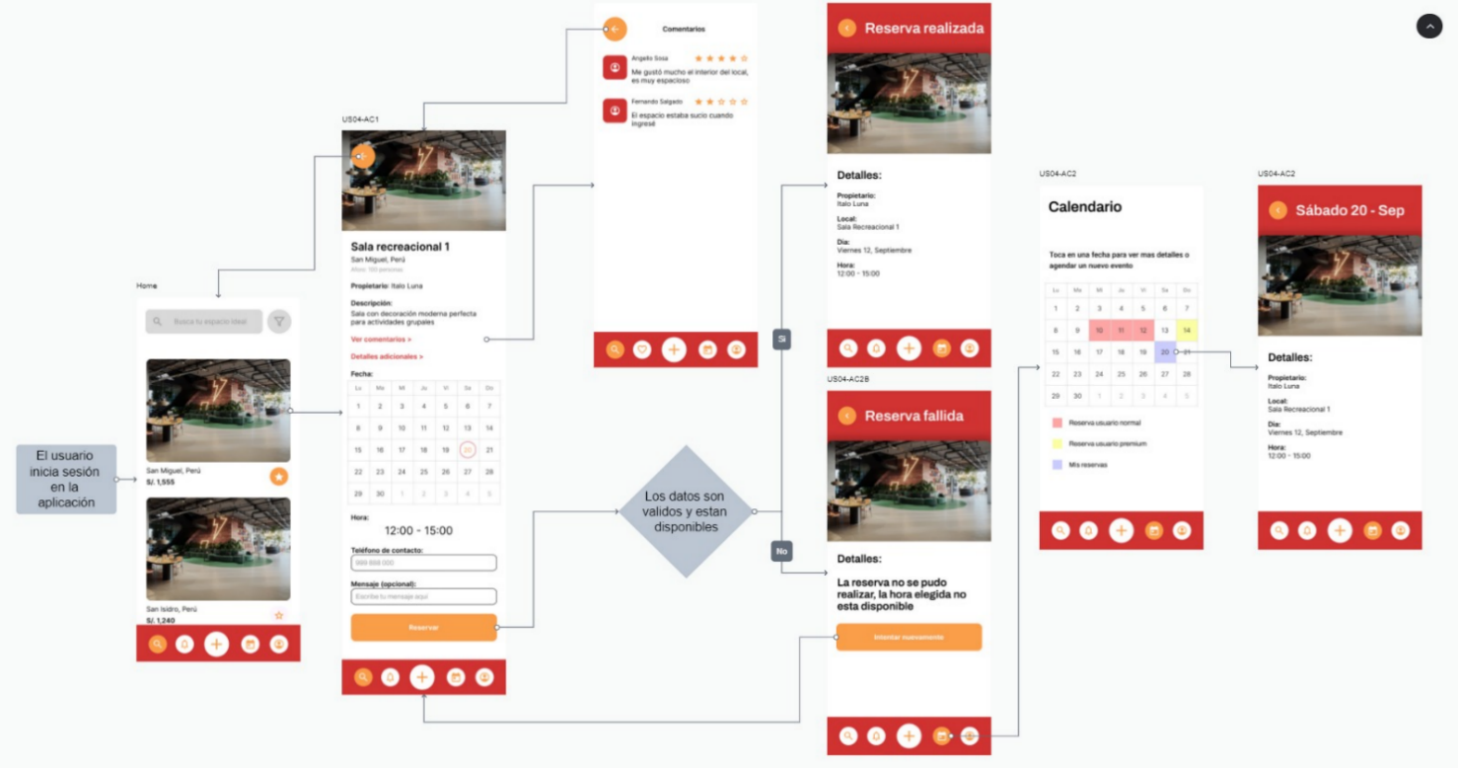 El usuario
inicia sesión
en la
aplicación
Home
Busca tu espacio ideal
San Miguel, Perú
S/. 1,555
San Isidro, Perú
S/. 1,240
US04-AC1
Sala recreacional 1
San Miguel, Perú
Aforo: 100 personas
Propietario: Italo Luna
Descripción:
Sala con decoración moderna perfecta
para actividades grupales
Ver comentarios >
Detalles adicionales >
Fecha:
Lu Ma Mi Ju Vi Sa Do
1 2 3 4 5 6 7
8 9 10 11 12 13 14
15 16 17 18 19 20 21
22 23 24 25 26 27 28
29 30 1 2 3 4 5
Hora:
12:00 - 15:00
Teléfono de contacto:
999 888 000
Mensaje (opcional):
Escribe tu mensaje aquí
Reservar
Comentarios
Angello Sosa
Me gustó mucho el interior del local,
es muy espacioso
Fernando Salgado
El espacio estaba sucio cuando
ingresé
Los datos son
validos y estan
disponibles
Si
No
Reserva realizada
Detalles:
Propietario:
Italo Luna
Local:
Sala Recreacional 1
Día:
Viernes 12, Septiembre
Hora:
12:00 - 15:00
US04-AC2B
Reserva fallida
Detalles:
La reserva no se pudo
realizar, la hora elegida no
esta disponible
Intentar nuevamente
US04-AC2
Calendario
Toca en una fecha para ver mas detalles o
agendar un nuevo evento
Lu Ma Mi Ju Vi Sa Do
1 2 3 4 5 6 7
8 9 10 11 12 13 14
15 16 17 18 19 20 21
22 23 24 25 26 27 28
29 30 1 2 3 4 5
Reserva usuario normal
Reserva usuario premium
Mis reservas
US04-AC2
Sábado 20 - Sep
Detalles:
Propietario:
Italo Luna
Local:
Sala Recreacional 1
Día:
Viernes 12, Septiembre
Hora:
12:00 - 15:00